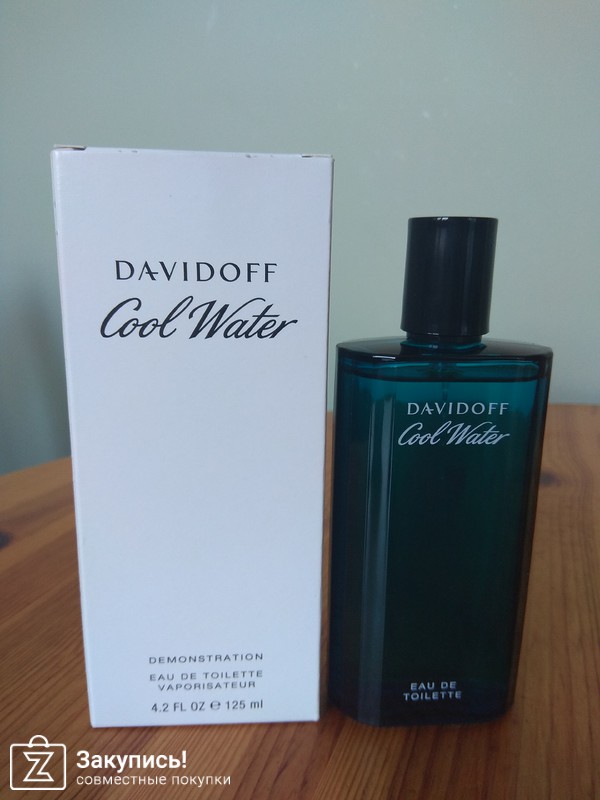 DAVIDOFF
Cool Water
DEMONSTRATION
EAU DE TOILETTE
VAPORISATEUR
4.2 FL OZ ℮ 125 ml
DAVIDOFF
Cool Water
EAU DE
TOILETTE
Закупись!
совместные покупки